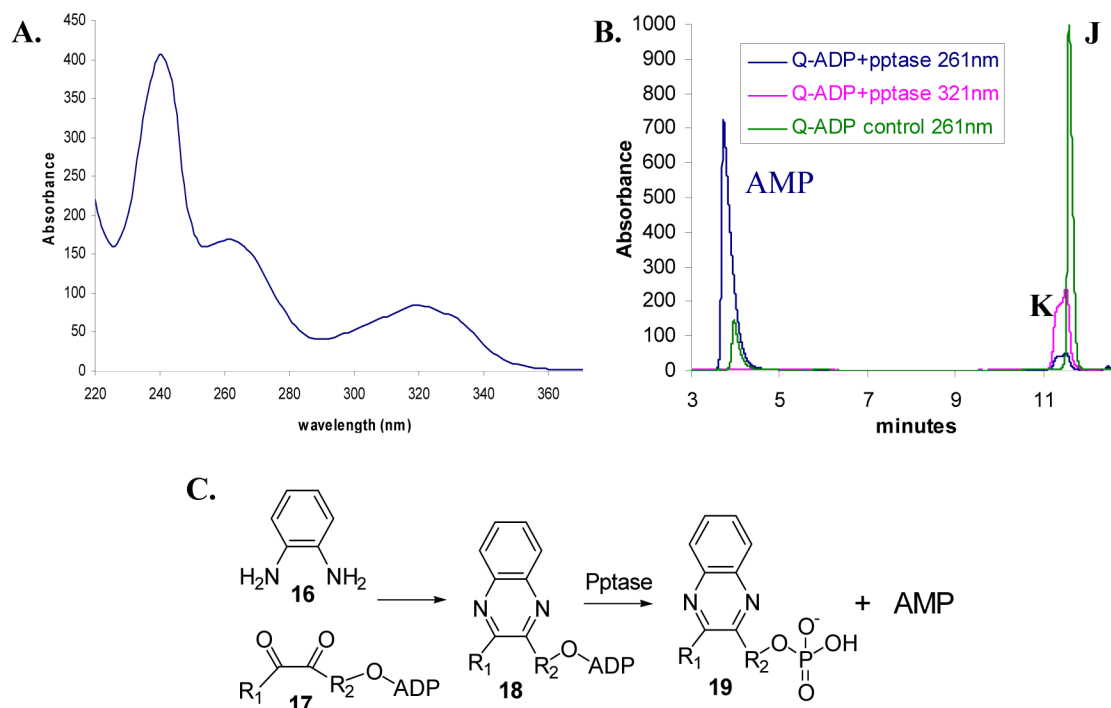 A.
450
400
350
300
250
200
150
100
50
0
Absorbance
220 240 260 280 300 320 340 360
wavelength (nm)
B.
1000
900
800
700
600
500
400
300
200
100
0
Absorbance
Q-ADP+pptase 261nm
Q-ADP+pptase 321nm
Q-ADP control 261nm
AMP
J
K
3 5 7 9 11
minutes
C.
H2N NH2
16
O O
R1 R2 O ADP
17
N N
R1 R2 O ADP
18
Pptase
N N
R1 R2 O P O- OH O
19
+ AMP